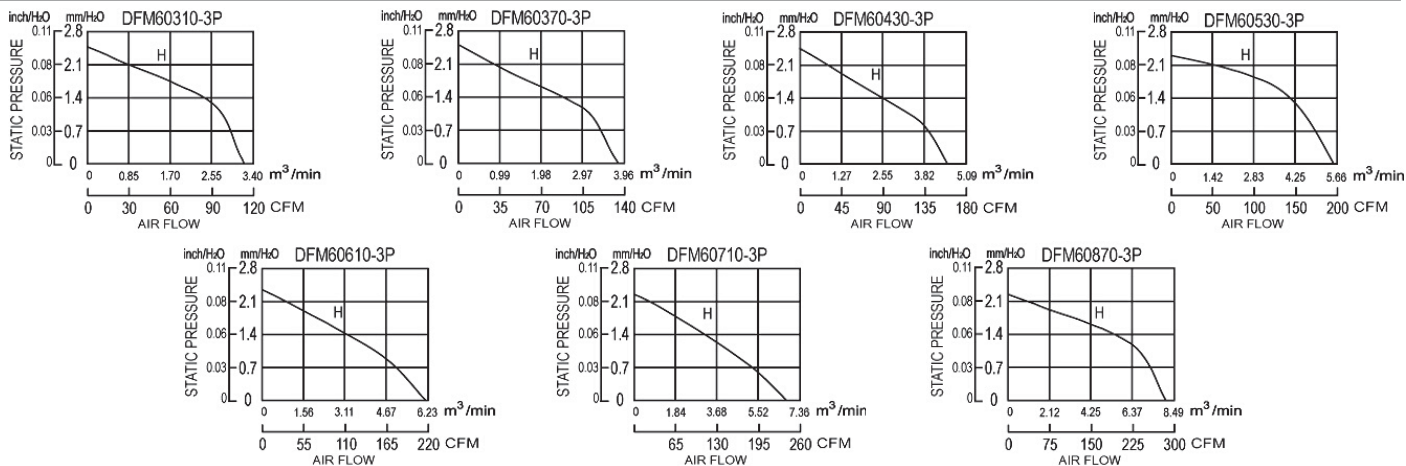 inch/H2O mm/H2O DFM60310-3P
STATIC PRESSURE
0.11 2.8
0.08 2.1
0.06 1.4
0.03 0.7
0 0
H
0 0.85 1.70 2.55 3.40 m³/min
0 30 60 90 120 CFM
AIR FLOW
inch/H2O mm/H2O DFM60370-3P
STATIC PRESSURE
0.11 2.8
0.08 2.1
0.06 1.4
0.03 0.7
0 0
H
0 0.99 1.98 2.97 3.96 m³/min
0 35 70 105 140 CFM
AIR FLOW
inch/H2O mm/H2O DFM60430-3P
STATIC PRESSURE
0.11 2.8
0.08 2.1
0.06 1.4
0.03 0.7
0 0
H
0 1.27 2.55 3.82 5.09 m³/min
0 45 90 135 180 CFM
AIR FLOW
inch/H2O mm/H2O DFM60530-3P
STATIC PRESSURE
0.11 2.8
0.08 2.1
0.06 1.4
0.03 0.7
0 0
H
0 1.42 2.83 4.25 5.66 m³/min
0 50 100 150 200 CFM
AIR FLOW
inch/H2O mm/H2O DFM60610-3P
STATIC PRESSURE
0.11 2.8
0.08 2.1
0.06 1.4
0.03 0.7
0 0
H
0 1.56 3.11 4.67 6.23 m³/min
0 55 110 165 220 CFM
AIR FLOW
inch/H2O mm/H2O DFM60710-3P
STATIC PRESSURE
0.11 2.8
0.08 2.1
0.06 1.4
0.03 0.7
0 0
H
0 1.84 3.68 5.52 7.36 m³/min
65 130 195 260 CFM
AIR FLOW
inch/H2O mm/H2O DFM60870-3P
STATIC PRESSURE
0.11 2.8
0.08 2.1
0.06 1.4
0.03 0.7
0 0
H
0 2.12 4.25 6.37 8.49 m³/min
0 75 150 225 300 CFM
AIR FLOW